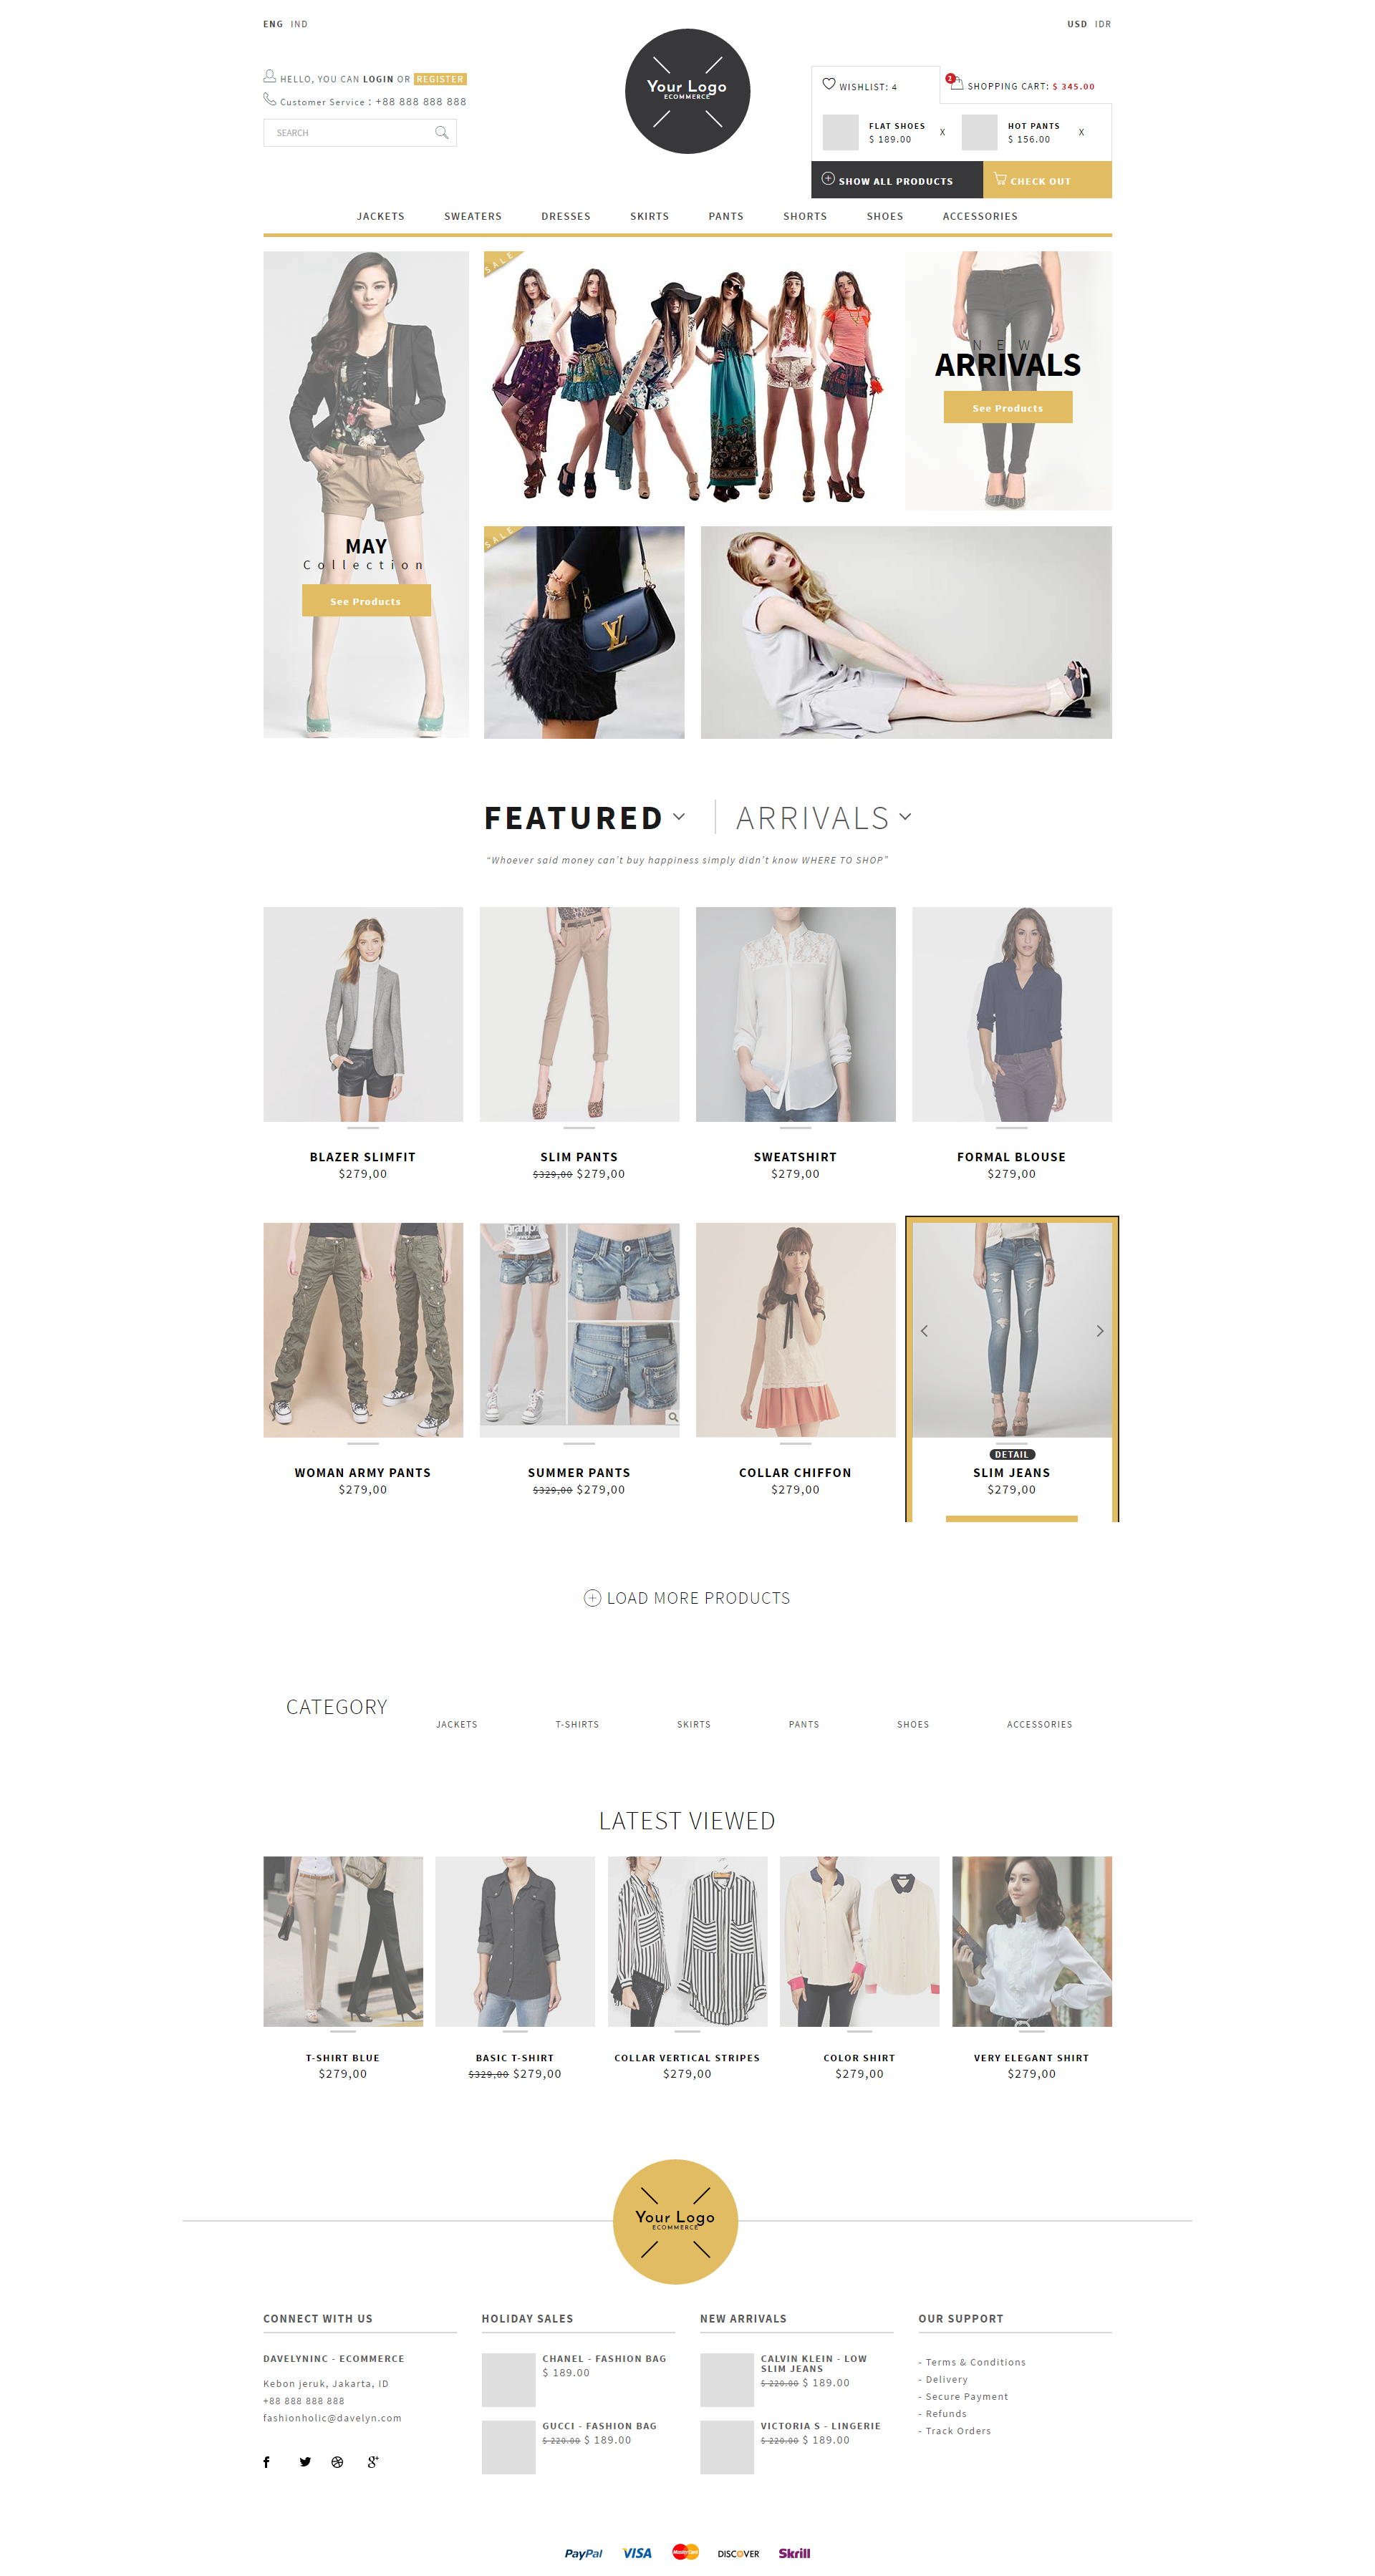 ENG IND
USD IDR
HELLO, YOU CAN LOGIN OR REGISTER
Customer Service : +88 888 888 888
SEARCH
Your Logo
ECOMMERCE
WISHLIST: 4
2
SHOPPING CART: $ 345.00
FLAT SHOES
$ 189.00
X
HOT PANTS
$ 156.00
X
SHOW ALL PRODUCTS
CHECK OUT
JACKETS SWEATERS DRESSES SKIRTS PANTS SHORTS SHOES ACCESSORIES
MAY
Collection
See Products
SALE
NEW
ARRIVALS
See Products
SALE
LV
FEATURED
ARRIVALS
"Whoever said money can't buy happiness simply didn't know WHERE TO SHOP"
BLAZER SLIMFIT
$279,00
SLIM PANTS
$329,00 $279,00
SWEATSHIRT
$279,00
FORMAL BLOUSE
$279,00
WOMAN ARMY PANTS
$279,00
SUMMER PANTS
$329,00 $279,00
COLLAR CHIFFON
$279,00
DETAIL
SLIM JEANS
$279,00
LOAD MORE PRODUCTS
CATEGORY
JACKETS T-SHIRTS SKIRTS PANTS SHOES ACCESSORIES
LATEST VIEWED
T-SHIRT BLUE
$279,00
BASIC T-SHIRT
$329,00 $279,00
COLLAR VERTICAL STRIPES
$279,00
COLOR SHIRT
$279,00
VERY ELEGANT SHIRT
$279,00
Your Logo
ECOMMERCE
CONNECT WITH US
DAVELYNINC - ECOMMERCE
Kebon jeruk, Jakarta, ID
+88 888 888 888
fashionholic@davelyn.com
HOLIDAY SALES
CHANEL - FASHION BAG
$ 189.00
GUCCI - FASHION BAG
$ 220.00 $ 189.00
NEW ARRIVALS
CALVIN KLEIN - LOW
SLIM JEANS
$ 220.00 $ 189.00
VICTORIA S - LINGERIE
$ 220.00 $ 189.00
OUR SUPPORT
- Terms & Conditions
- Delivery
- Secure Payment
- Refunds
- Track Orders
PayPal VISA MasterCard DISCOVER Skrill